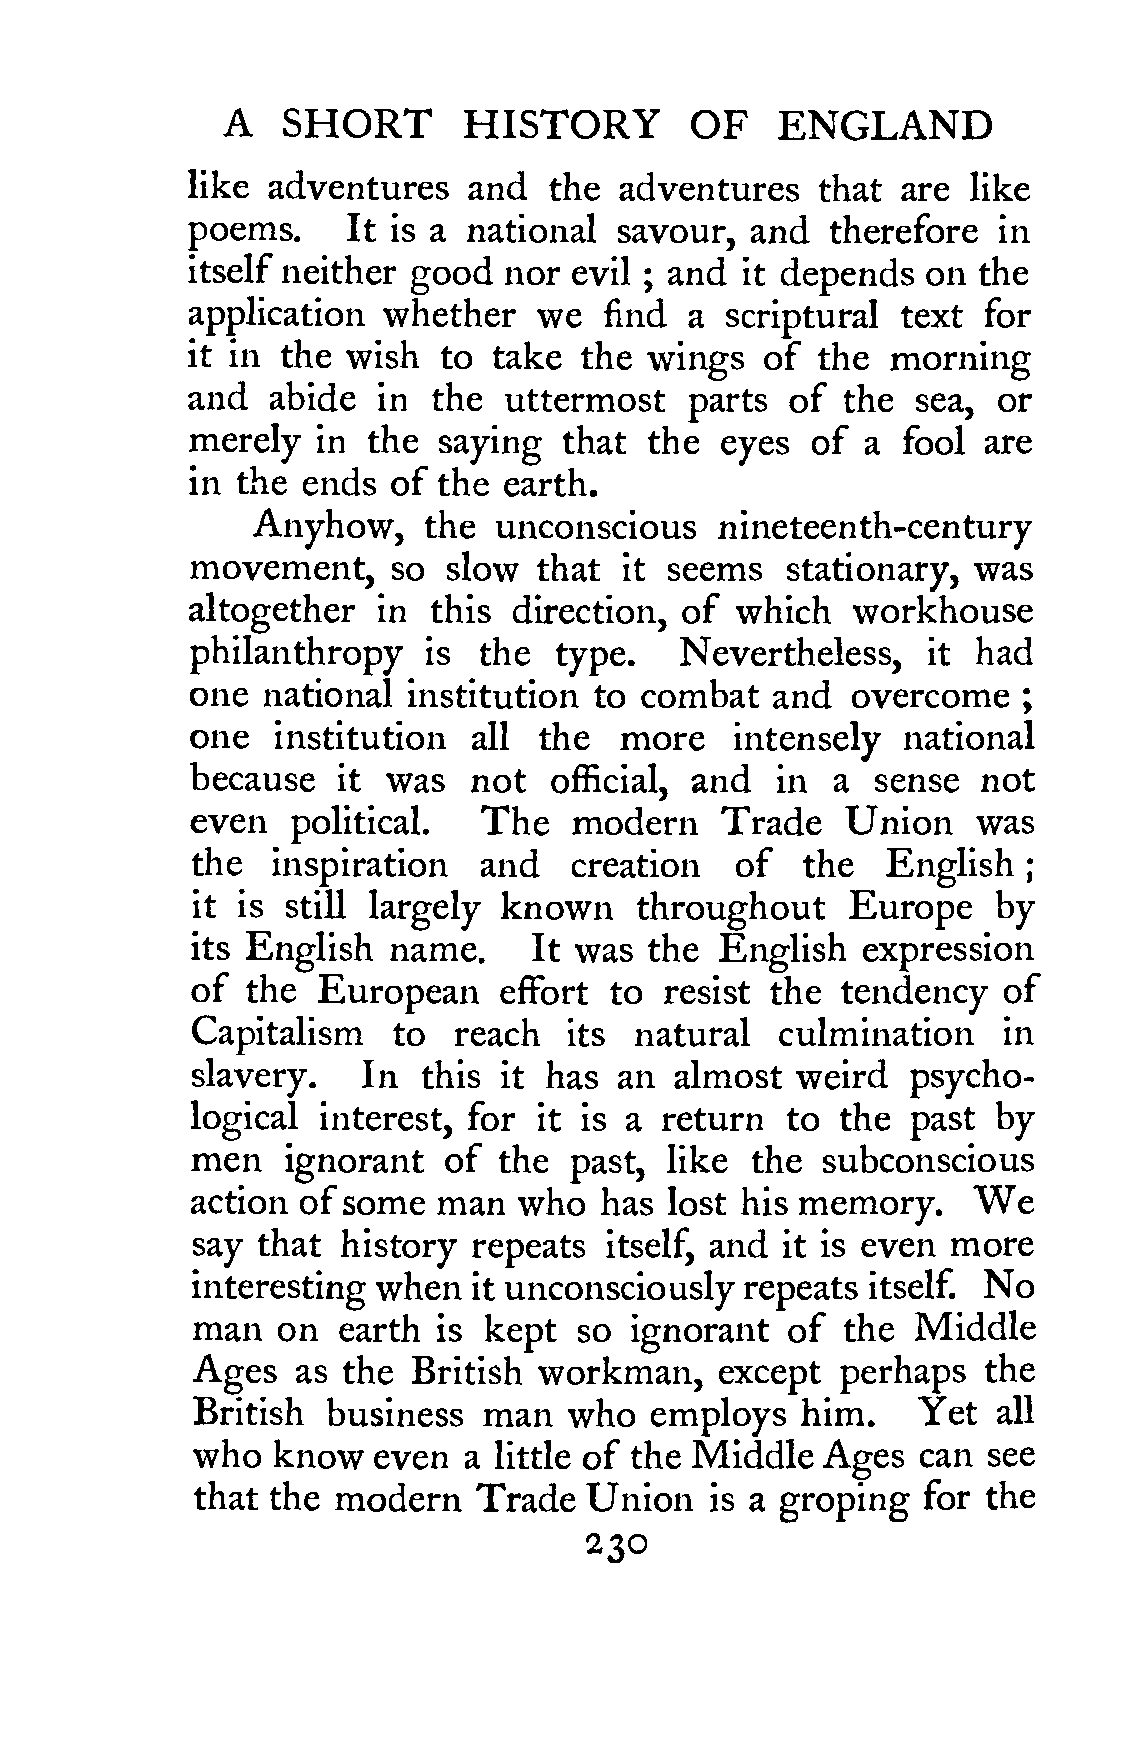 A SHORT HISTORY OF ENGLAND
like adventures and the adventures that are like
poems. It is a national savour, and therefore in
itself neither good nor evil ; and it depends on the
application whether we find a scriptural text for
it in the wish to take the wings of the morning
and abide in the uttermost parts of the sea, or
merely in the saying that the eyes of a fool are
in the ends of the earth.
Anyhow, the unconscious nineteenth-century
movement, so slow that it seems stationary, was
altogether in this direction, of which workhouse
philanthropy is the type. Nevertheless, it had
one national institution to combat and overcome ;
one institution all the more intensely national
because it was not official, and in a sense not
even political. The modern Trade Union was
the inspiration and creation of the English ;
it is still largely known throughout Europe by
its English name. It was the English expression
of the European effort to resist the tendency of
Capitalism to reach its natural culmination in
slavery. In this it has an almost weird psycho-
logical interest, for it is a return to the past by
men ignorant of the past, like the subconscious
action of some man who has lost his memory. We
say that history repeats itself, and it is even more
interesting when it unconsciously repeats itself. No
man on earth is kept so ignorant of the Middle
Ages as the British workman, except perhaps the
British business man who employs him. Yet all
who know even a little of the Middle Ages can see
that the modern Trade Union is a groping for the
230